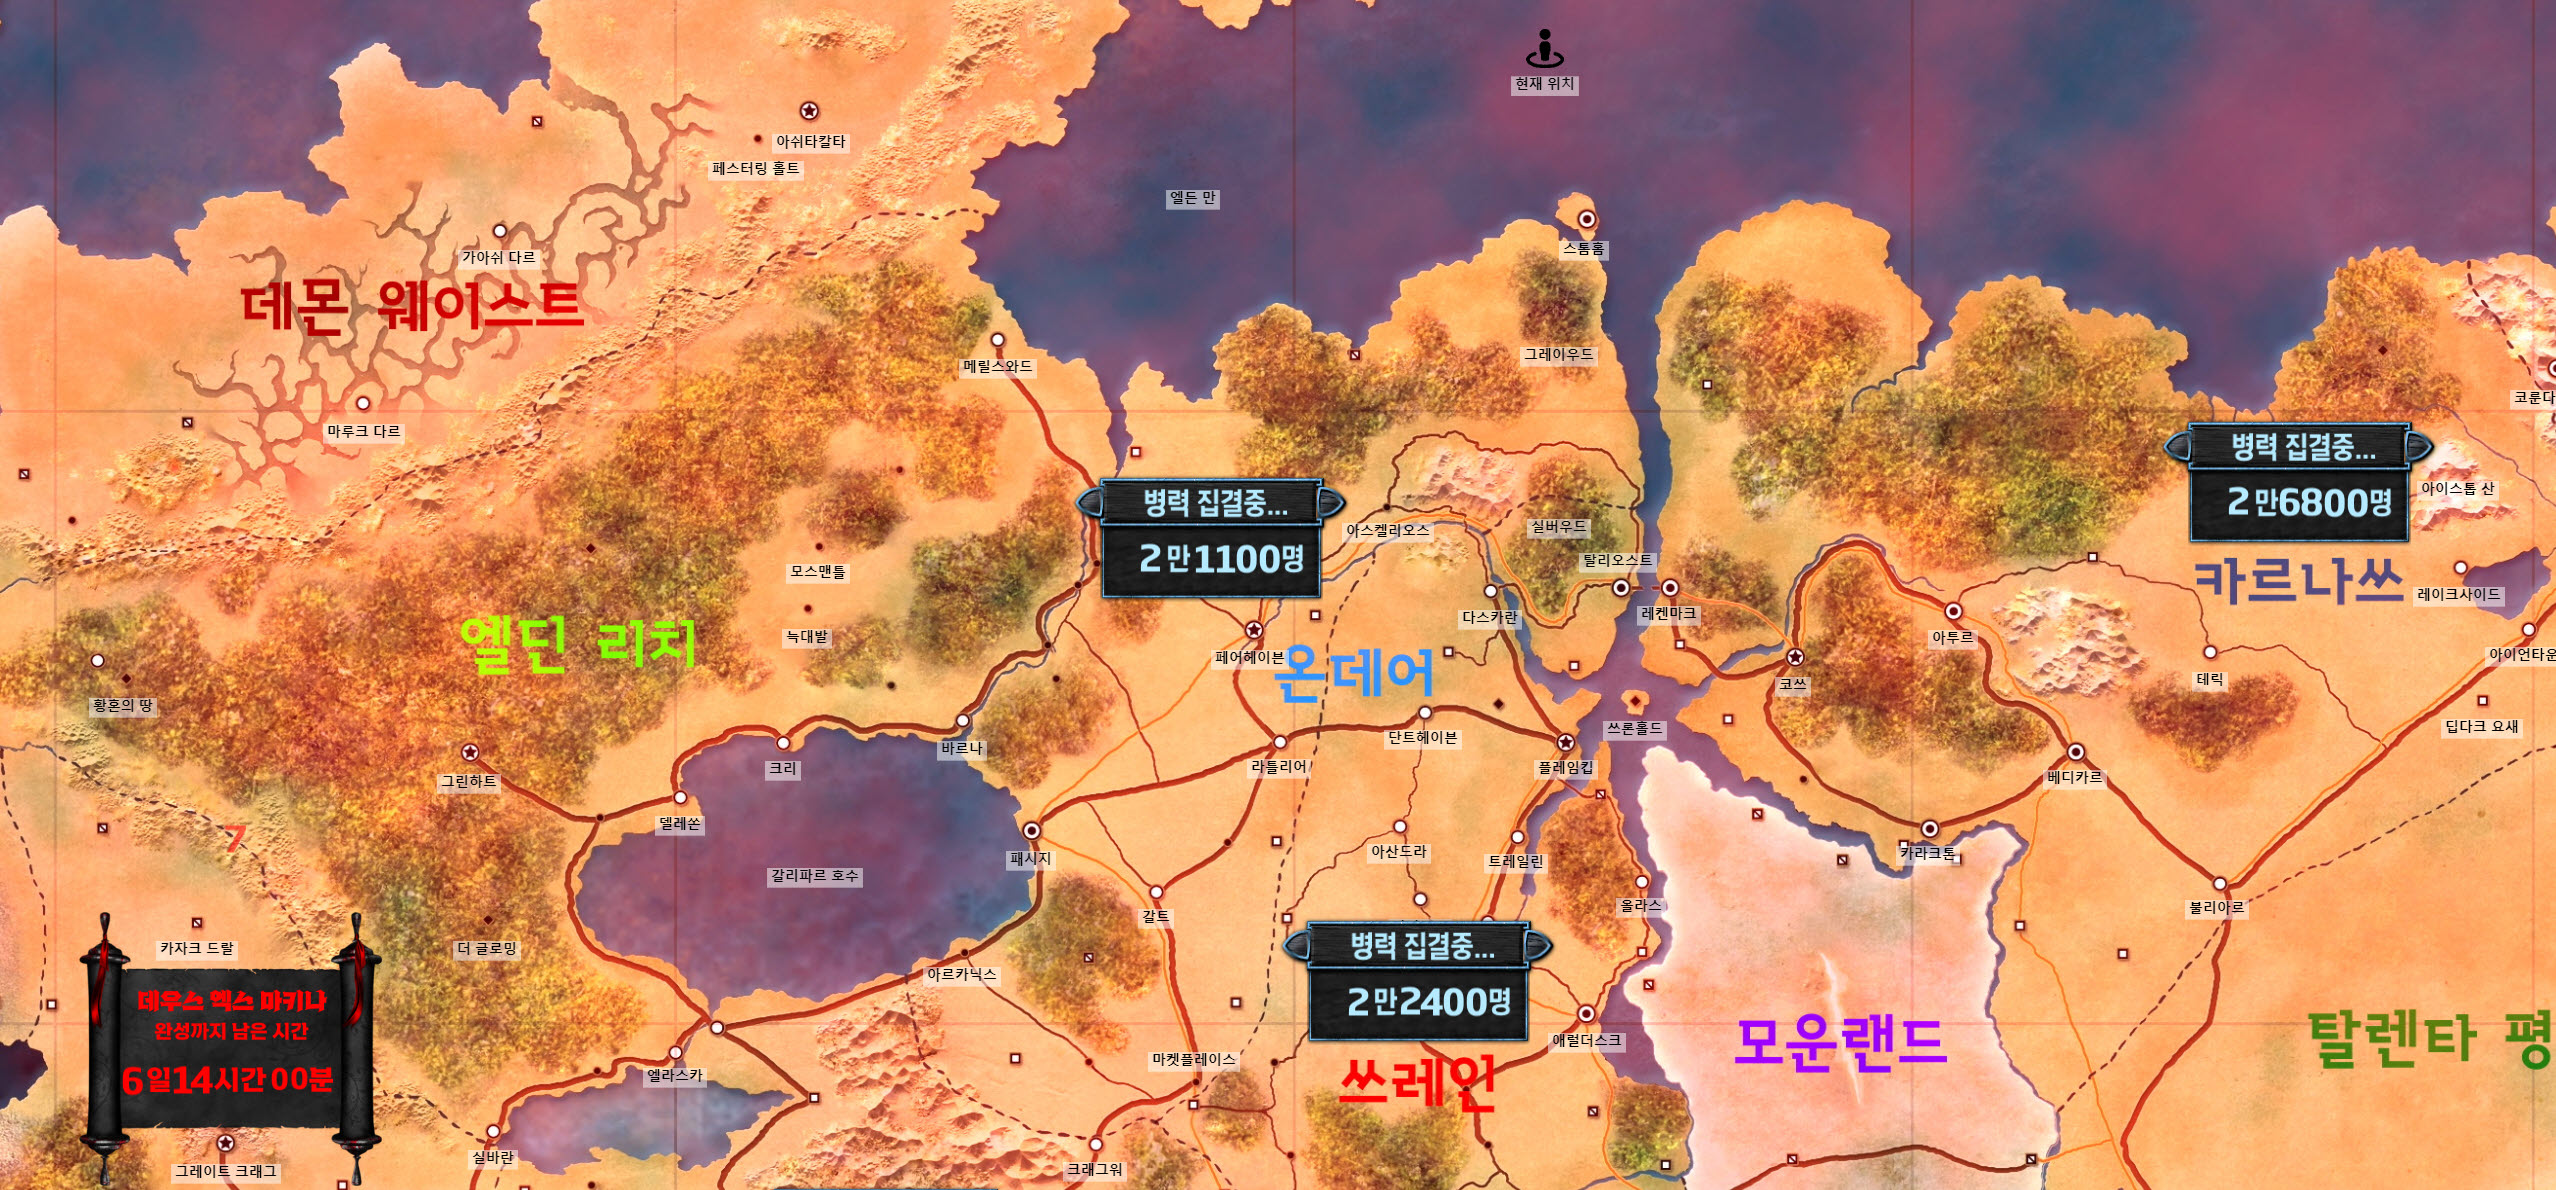 현재 위치
아쉬타칼타
페스터링 홀트
엘든 만
스톰홈
가아쉬 다르
데몬 웨이스트
그레이우드
메릴스와드
마루크 다르
병력 집결중...
2만6800명
아이스톱 산
병력 집결중...
2만1100명
아스켈리오스
실버우드
탈리오스트
모스맨틀
카르나쓰
레이크사이드
다스카란
레켄마크
늑대발
엘딘 리치
페어헤이븐
온데어
아투르
아이언타운
코쓰
테릭
황혼의 땅
쓰론홀드
딥다크 요새
바르나
단트헤이븐
그린하트
크리
라틀리어
플레임킵
베디카르
델레쏜
7
패시지
아산드라
트레일린
카라크톤
갈리파르 호수
갈트
올라스
불리아르
카자크 드랄
더 글로밍
병력 집결중...
2만2400명
아르카닉스
데우스 엑스 마키나
완성까지 남은 시간
6일14시간00분
애럴더스크
모운랜드
탈렌타 평
마켓플레이스
엘라스카
쓰레인
실바란
그레이트 크래그
크래그워